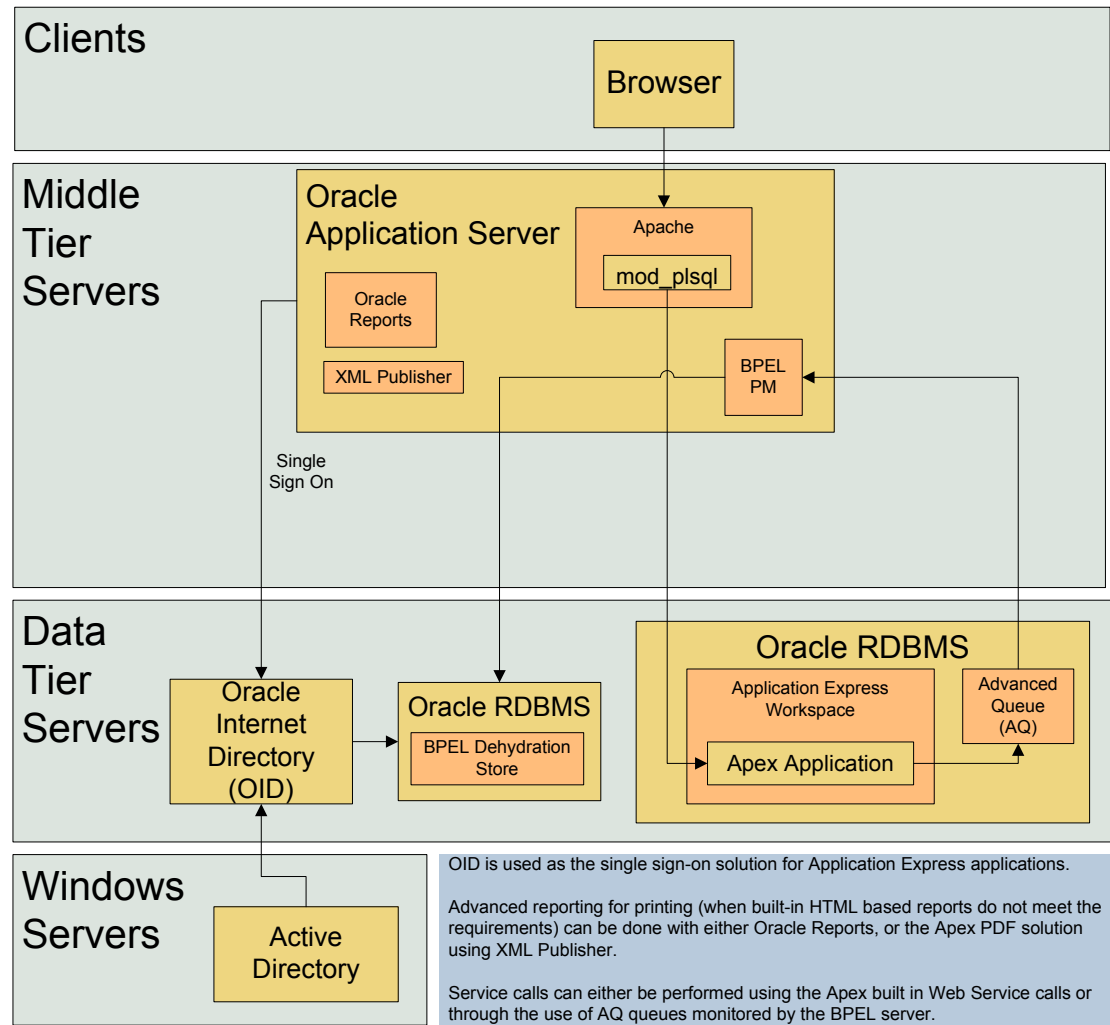 Clients
Browser
Middle
Tier
Servers
Oracle
Application Server
Apache
mod_plsql
Oracle
Reports
XML Publisher
BPEL
PM
Single
Sign On
Data
Tier
Servers
Oracle
Internet
Directory
(OID)
Oracle RDBMS
BPEL Dehydration
Store
Oracle RDBMS
Application Express
Workspace
Apex Application
Advanced
Queue
(AQ)
Windows
Servers
Active
Directory
OID is used as the single sign-on solution for Application Express applications.
Advanced reporting for printing (when built-in HTML based reports do not meet the
requirements) can be done with either Oracle Reports, or the Apex PDF solution
using XML Publisher.
Service calls can either be performed using the Apex built in Web Service calls or
through the use of AQ queues monitored by the BPEL server.